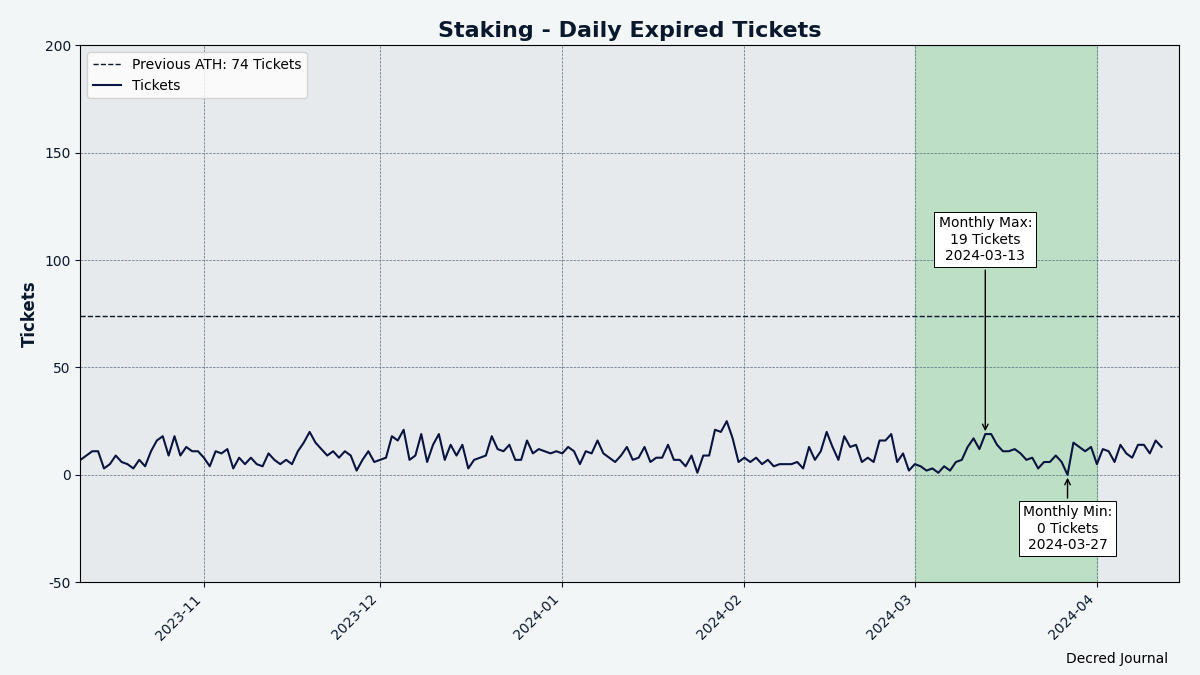 Staking - Daily Expired Tickets
Previous ATH: 74 Tickets
Tickets
Tickets
200
150
100
50
0
-50
Monthly Max:
19 Tickets
2024-03-13
Monthly Min:
0 Tickets
2024-03-27
2023-11
2023-12
2024-01
2024-02
2024-03
2024-04
Decred Journal